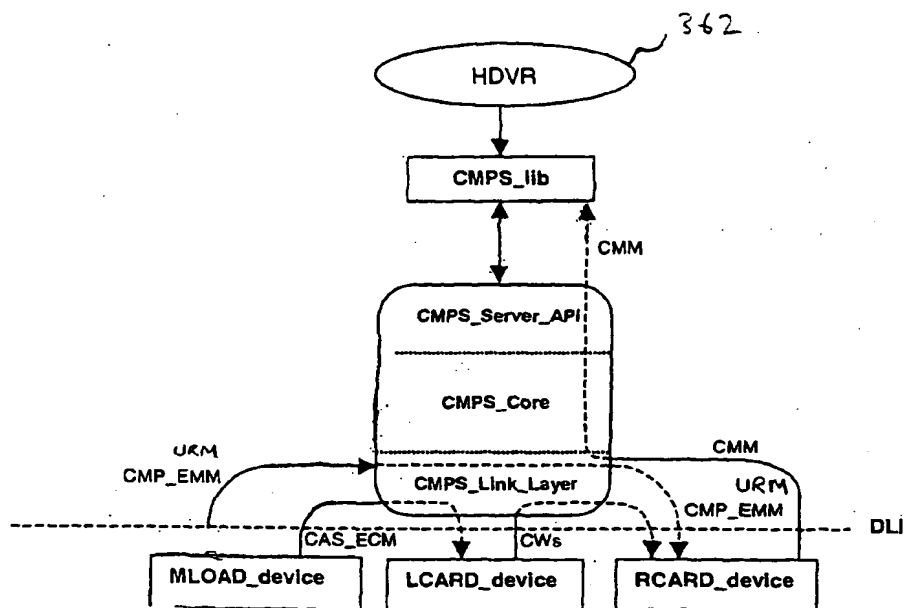 362
HDVR
CMPS_lib
CMM
CMPS_Server_API
CMPS_Core
URM
CMP_EMM
CMM
CMPS_Link_Layer
URM
CMP_EMM
DLI
CAS_ECM
CWs
MLOAD_device
LCARD_device
RCARD_device